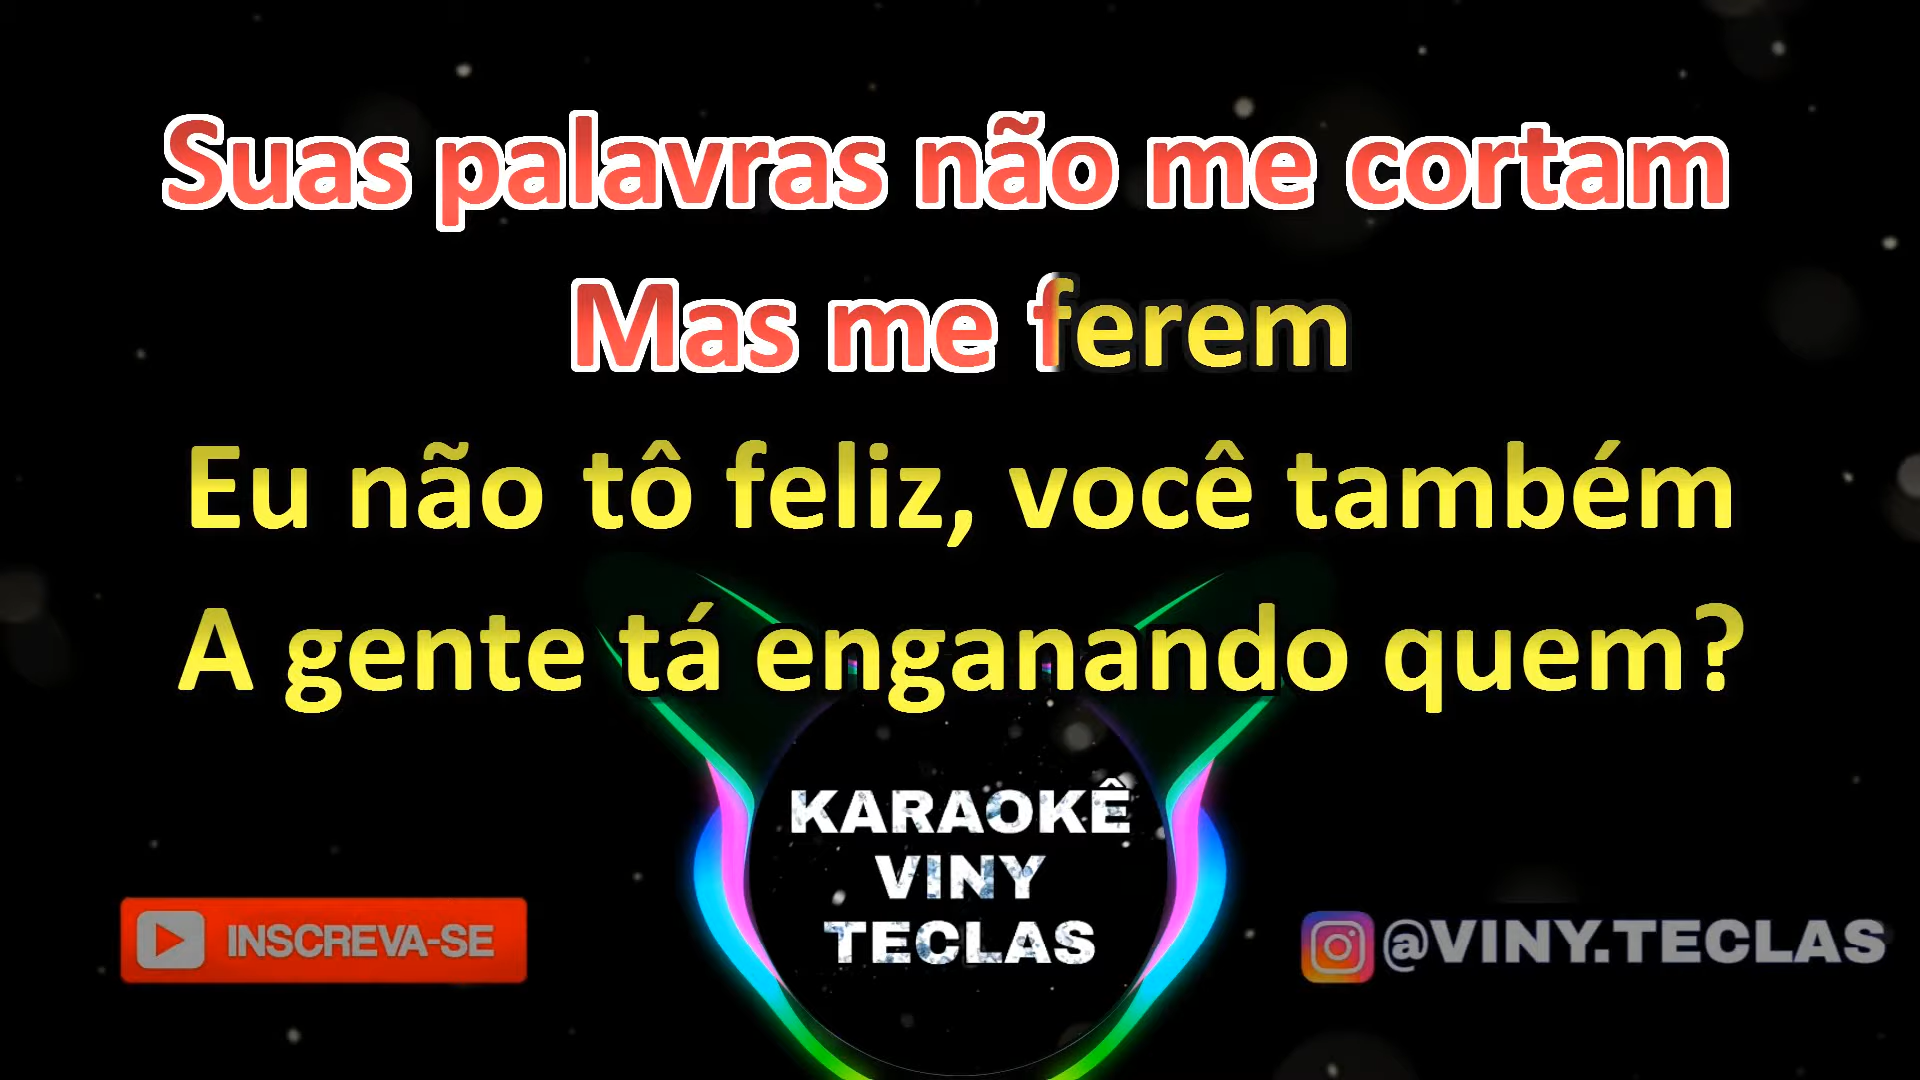 Suas palavras não me cortam
Mas me ferem
Eu não tô feliz, você também
A gente tá enganando quem?
KARAOKÊ
VINY
TECLAS
INSCREVA-SE
@VINY.TECLAS